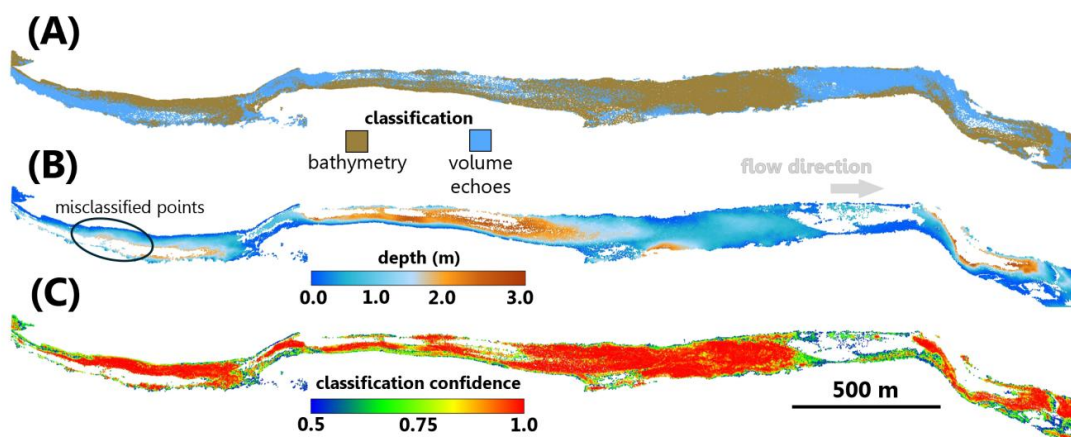 (A)
classification
bathymetry
volume
echoes
(B)
misclassified points
flow direction
depth (m)
0.0 1.0 2.0 3.0
(C)
classification confidence
0.5 0.75 1.0
500 m